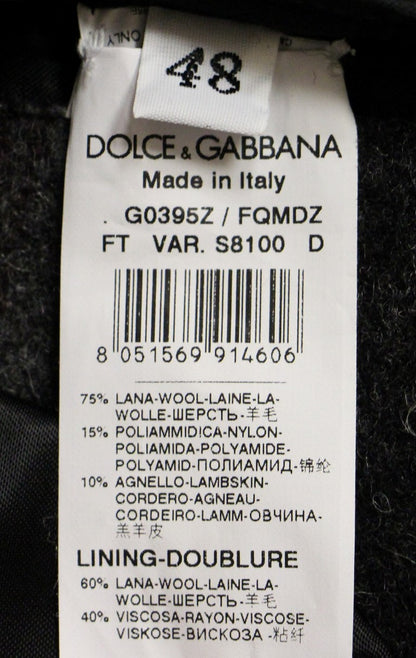 ONLY
48
DOLCE & GABBANA
Made in Italy
. G0395Z / FQMDZ
FT VAR. S8100 D
8 051569 914606
75% LANA-WOOL-LAINE-LA-
WOLLE-ШЕРСТЬ-羊毛
15% POLIAMMIDICA-NYLON-
POLIAMIDA-POLYAMIDE-
POLYAMID-ПОЛИАМИД-锦纶
10% AGNELLO-LAMBSKIN-
CORDERO-AGNEAU-
CORDEIRO-LAMM-ОВЧИНА-
羔羊皮
LINING-DOUBLURE
60% LANA-WOOL-LAINE-LA-
WOLLE-ШЕРСТЬ-羊毛
40% VISCOSA-RAYON-VISCOSE-
VISKOSE-ВИСКОЗА -粘纤